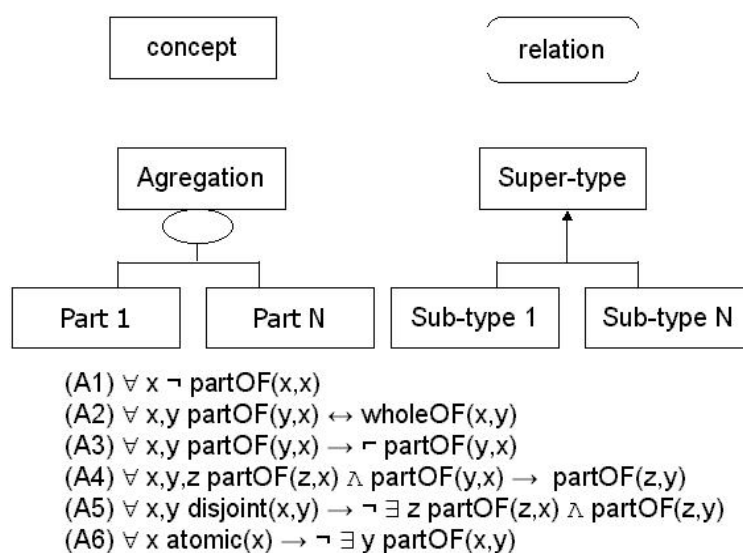 concept
relation
Agregation
Super-type
Part 1
Part N
Sub-type 1
Sub-type N
(A1) ∀ x ¬ partOF(x,x)
(A2) ∀ x,y partOF(y,x) ↔ wholeOF(x,y)
(A3) ∀ x,y partOF(y,x) → ¬ partOF(y,x)
(A4) ∀ x,y,z partOF(z,x) ∧ partOF(y,x) → partOF(z,y)
(A5) ∀ x,y disjoint(x,y) → ¬ ∃ z partOF(z,x) ∧ partOF(z,y)
(A6) ∀ x atomic(x) → ¬ ∃ y partOF(x,y)